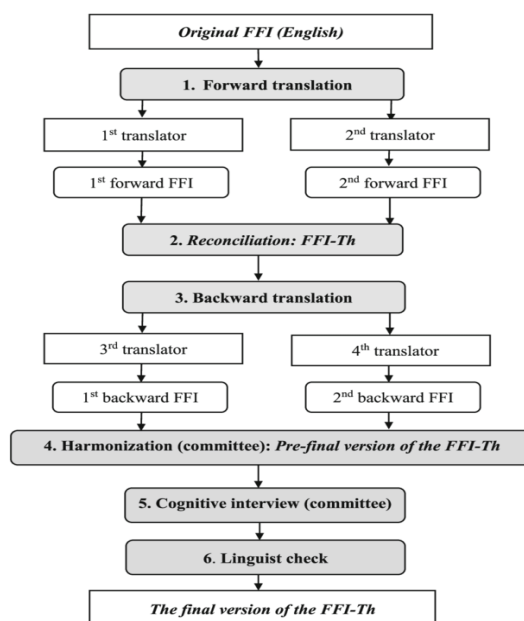 Original FFI (English)
1. Forward translation
1st translator
2nd translator
1st forward FFI
2nd forward FFI
2. Reconciliation: FFI-Th
3. Backward translation
3rd translator
4th translator
1st backward FFI
2nd backward FFI
4. Harmonization (committee): Pre-final version of the FFI-Th
5. Cognitive interview (committee)
6. Linguist check
The final version of the FFI-Th